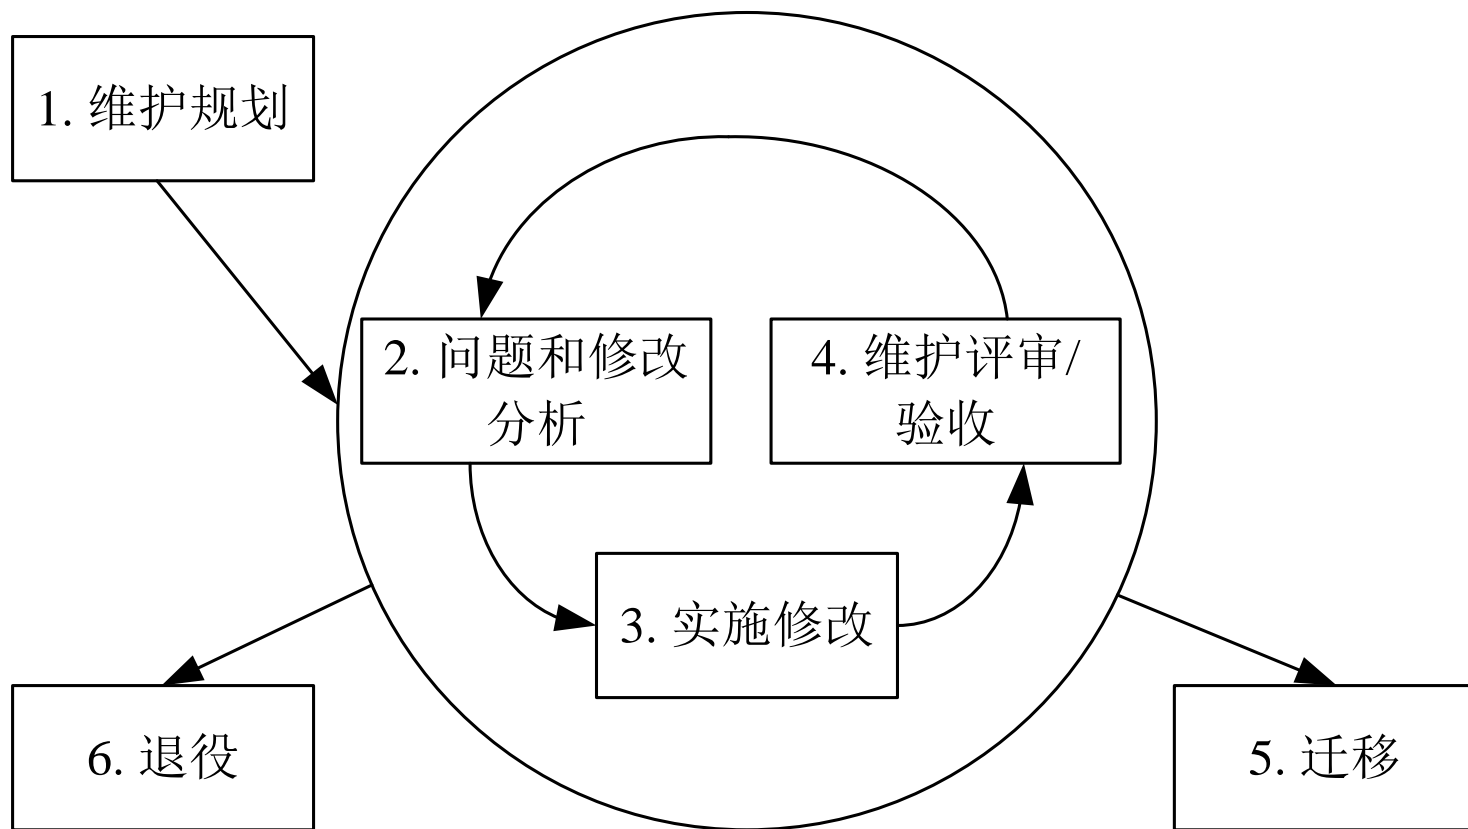 1. 维护规划
2. 问题和修改
分析
4. 维护评审/
验收
3. 实施修改
6. 退役
5. 迁移